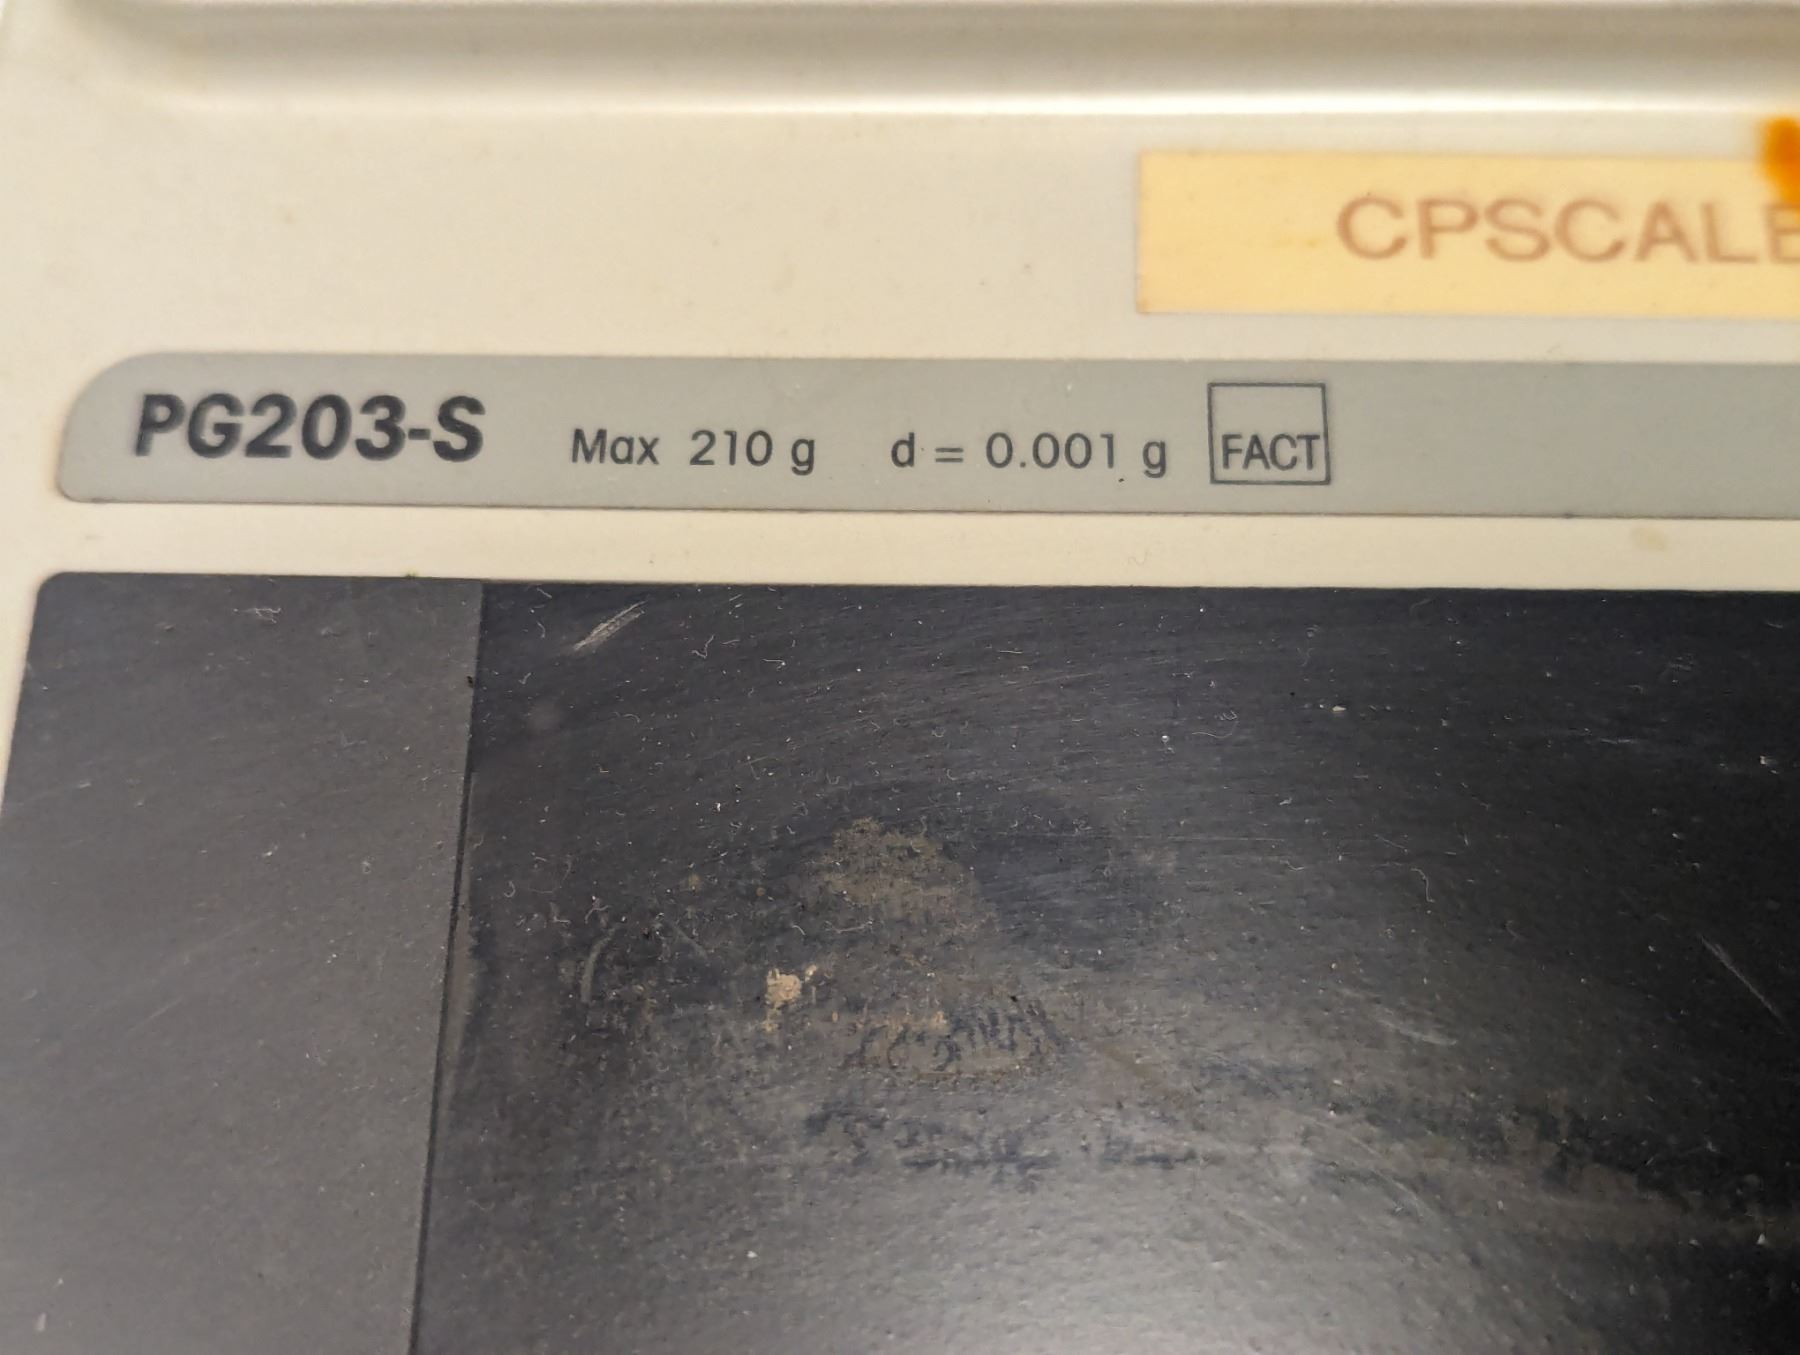 CPSCALE
PG203-S Max 210 g d = 0.001 g FACT